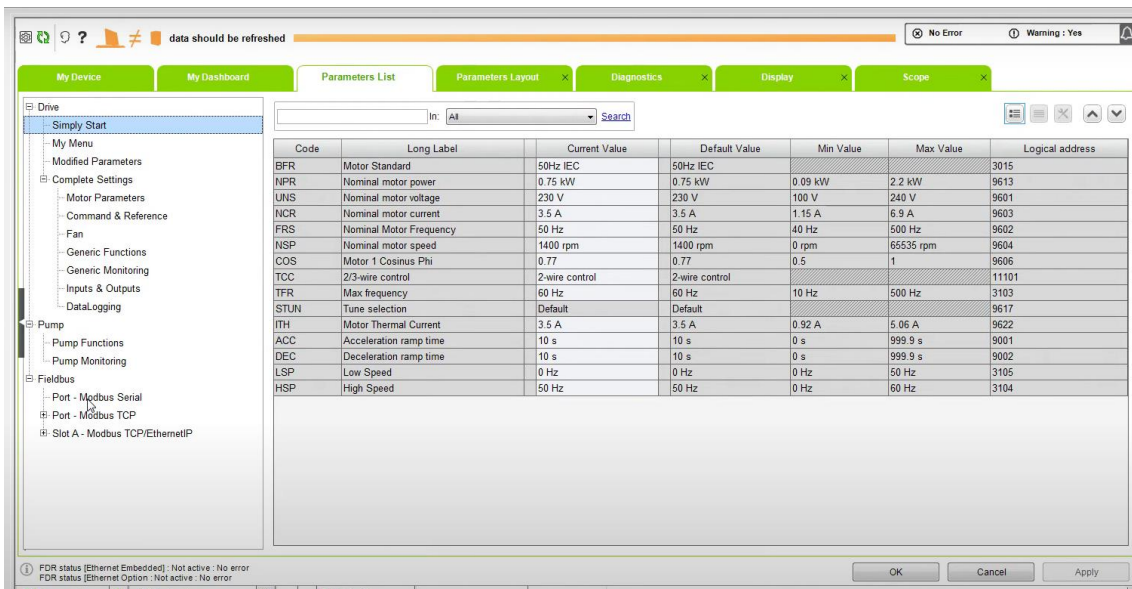 ? data should be refreshed No Error Warning : Yes
My Device My Dashboard Parameters List Parameters Layout Diagnostics Display Scope
Drive
Simply Start
My Menu
Modified Parameters
Complete Settings
Motor Parameters
Command & Reference
Fan
Generic Functions
Generic Monitoring
Inputs & Outputs
DataLogging
Pump
Pump Functions
Pump Monitoring
Fieldbus
Port - Modbus Serial
Port - Modbus TCP
Slot A - Modbus TCP/EthernetIP
In: All Search
Code Long Label Current Value Default Value Min Value Max Value Logical address
BFR Motor Standard 50Hz IEC 50Hz IEC 3015
NPR Nominal motor power 0.75 kW 0.75 kW 0.09 kW 2.2 kW 9613
UNS Nominal motor voltage 230 V 230 V 100 V 240 V 9601
NCR Nominal motor current 3.5 A 3.5 A 1.15 A 6.9 A 9603
FRS Nominal Motor Frequency 50 Hz 50 Hz 40 Hz 500 Hz 9602
NSP Nominal motor speed 1400 rpm 1400 rpm 0 rpm 65535 rpm 9604
COS Motor 1 Cosinus Phi 0.77 0.77 0.5 1 9606
TCC 2/3-wire control 2-wire control 2-wire control 11101
TFR Max frequency 60 Hz 60 Hz 10 Hz 500 Hz 3103
STUN Tune selection Default Default 9617
ITH Motor Thermal Current 3.5 A 3.5 A 0.92 A 5.06 A 9622
ACC Acceleration ramp time 10 s 10 s 0 s 999.9 s 9001
DEC Deceleration ramp time 10 s 10 s 0 s 999.9 s 9002
LSP Low Speed 0 Hz 0 Hz 0 Hz 50 Hz 3105
HSP High Speed 50 Hz 50 Hz 0 Hz 60 Hz 3104
FDR status [Ethernet Embedded] : Not active : No error
FDR status [Ethernet Option : Not active : No error
OK Cancel Apply